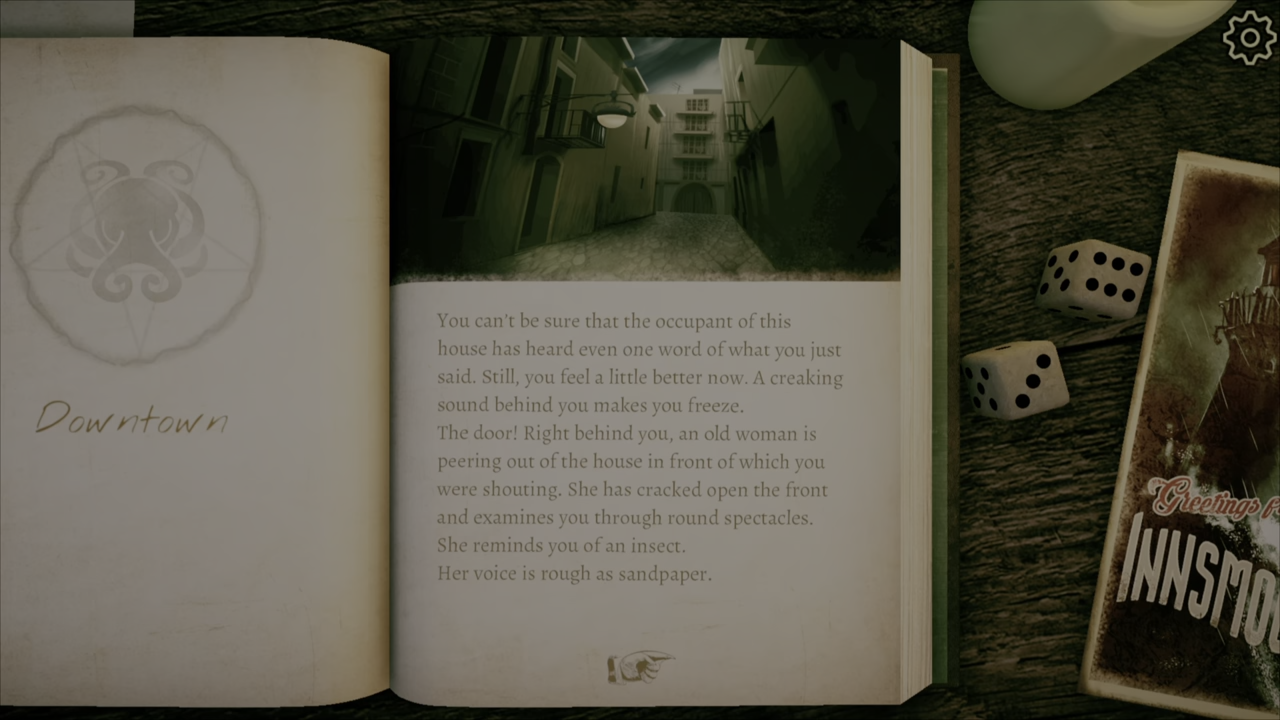 Downtown
You can't be sure that the occupant of this
house has heard even one word of what you just
said. Still, you feel a little better now. A creaking
sound behind you makes you freeze.
The door! Right behind you, an old woman is
peering out of the house in front of which you
were shouting. She has cracked open the front
and examines you through round spectacles.
She reminds you of an insect.
Her voice is rough as sandpaper.
Greetings f
INNSMO